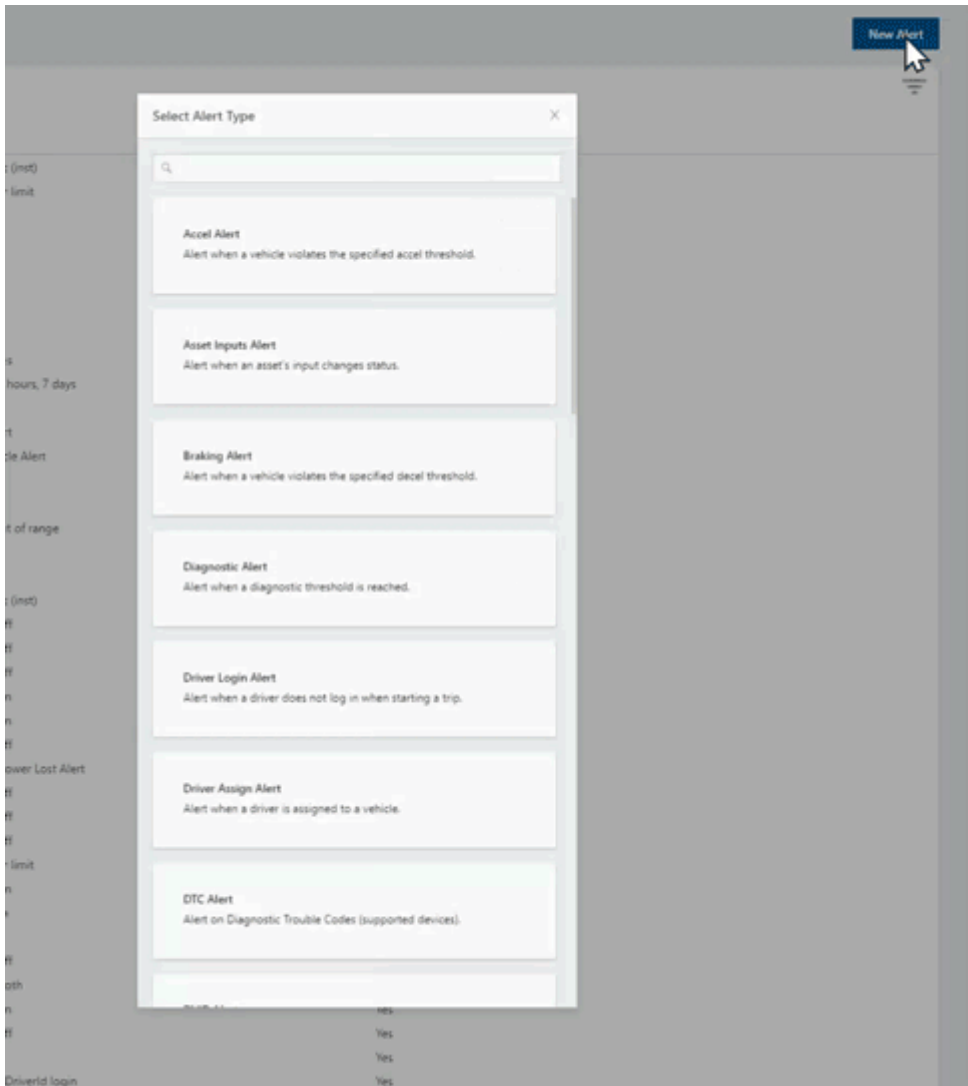 New Alert
Select Alert Type
(inst)
limit
Accel Alert
Alert when a vehicle violates the specified accel threshold.
Asset Inputs Alert
Alert when an asset's input changes status.
hours, 7 days
Braking Alert
Alert when a vehicle violates the specified decel threshold.
Alert
of range
Diagnostic Alert
Alert when a diagnostic threshold is reached.
(inst)
Driver Login Alert
Alert when a driver does not log in when starting a trip.
ower Lost Alert
Driver Assign Alert
Alert when a driver is assigned to a vehicle.
limit
DTC Alert
Alert on Diagnostic Trouble Codes (supported devices).
oth
Yes
Yes
Yes
DriverId login Yes